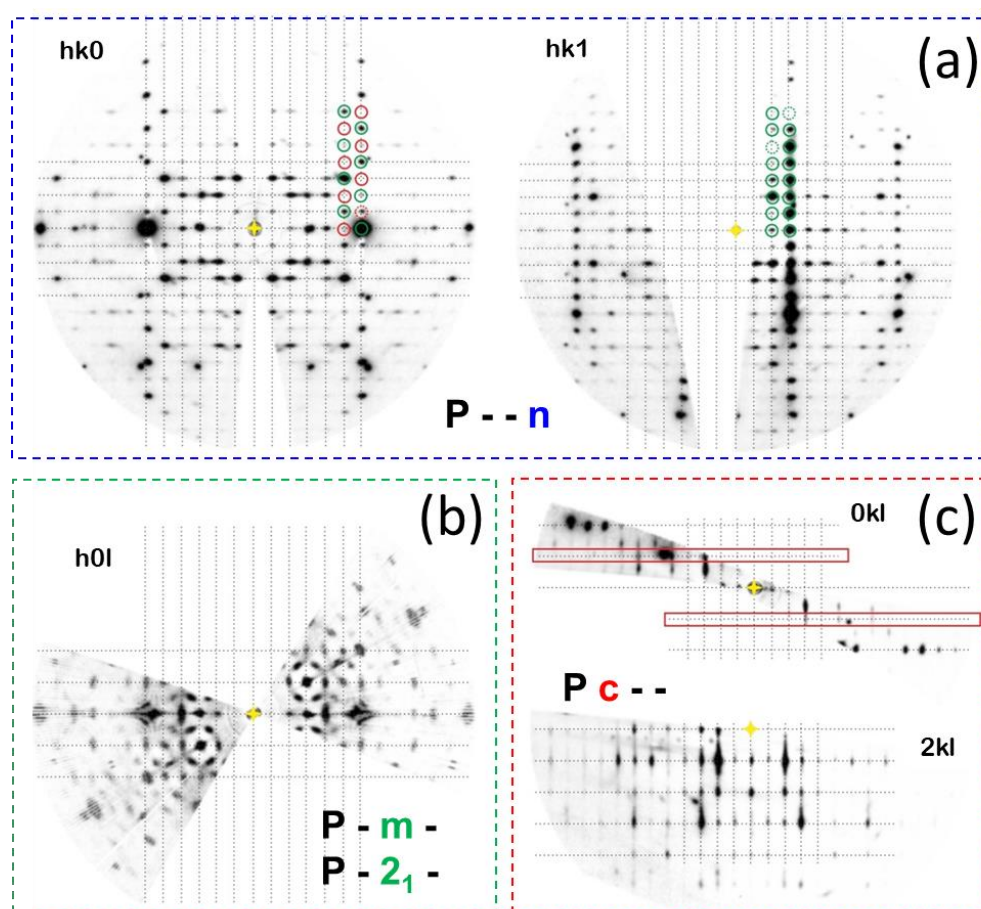 hk0
hk1
(a)
P - - n
h0l
(b)
P - m -
P - 2₁ -
0kl
(c)
P c - -
2kl